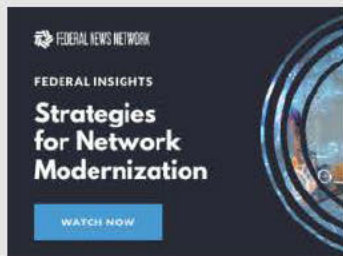 FEDERAL NEWS NETWORK
FEDERAL INSIGHTS
Strategies
for Network
Modernization
WATCH NOW